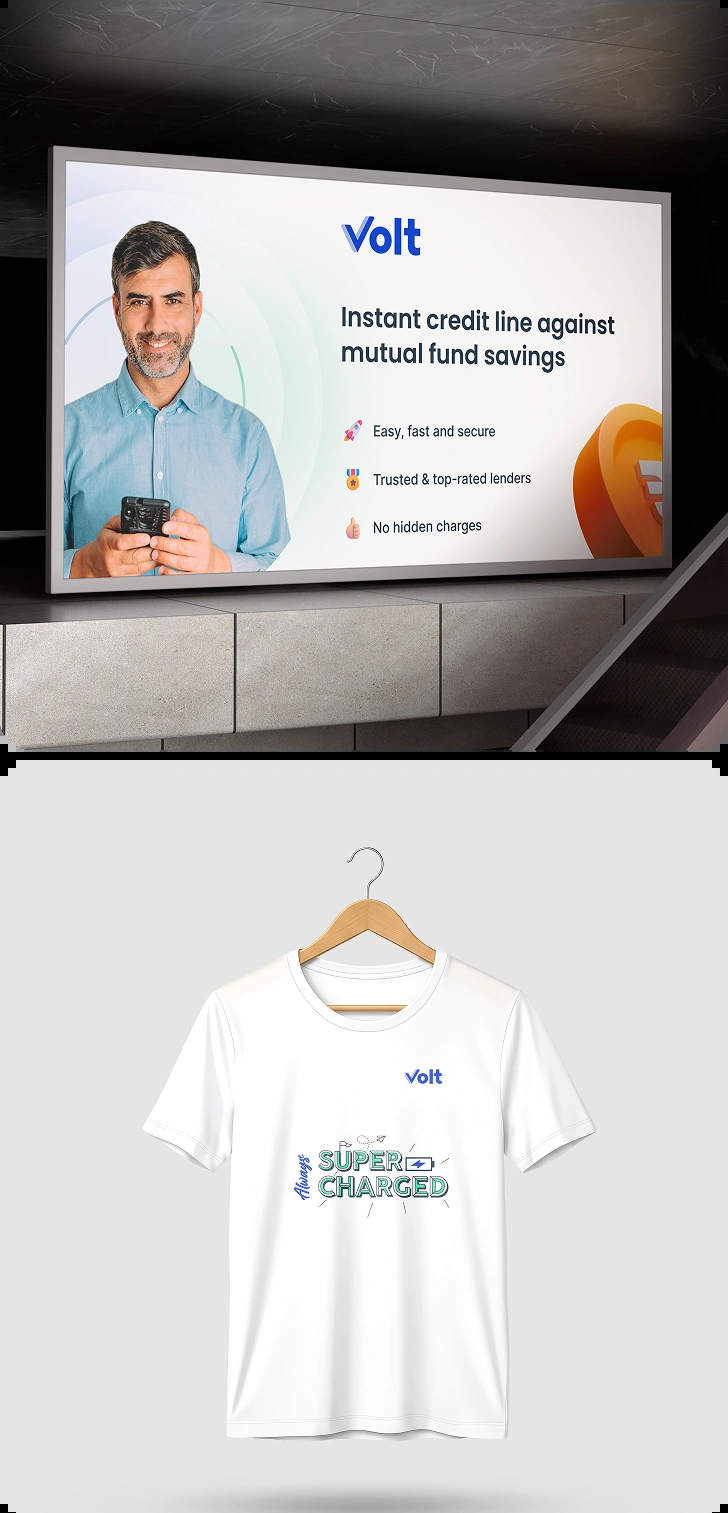 Volt
Instant credit line against
mutual fund savings
Easy, fast and secure
Trusted & top-rated lenders
No hidden charges
Volt
Always
SUPER
CHARGED